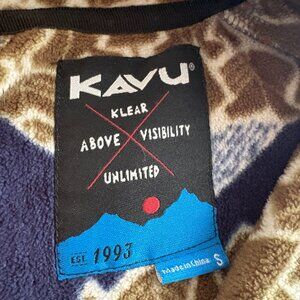 KAVU®
KLEAR
ABOVE VISIBILITY
UNLIMITED
EST. 1993
Made in China S